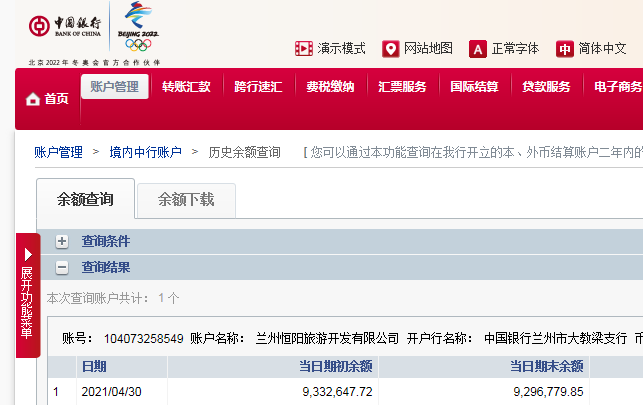 中国银行
BANK OF CHINA
BEIJING 2022
北京2022年冬奥会官方合作伙伴
演示模式 网站地图 A 正常字体 中 简体中文
首页 账户管理 转账汇款 跨行速汇 费税缴纳 汇票服务 国际结算 贷款服务 电子商务
账户管理 > 境内中行账户 > 历史余额查询 [ 您可以通过本功能查询在我行开立的本、外币结算账户二年内的
余额查询 余额下载
查询条件
查询结果
展开功能菜单
本次查询账户共计： 1 个
账号： 104073258549 账户名称： 兰州恒阳旅游开发有限公司 开户行名称： 中国银行兰州市大教梁支行 币
日期 当日期初余额 当日期末余额
1 2021/04/30 9,332,647.72 9,296,779.85